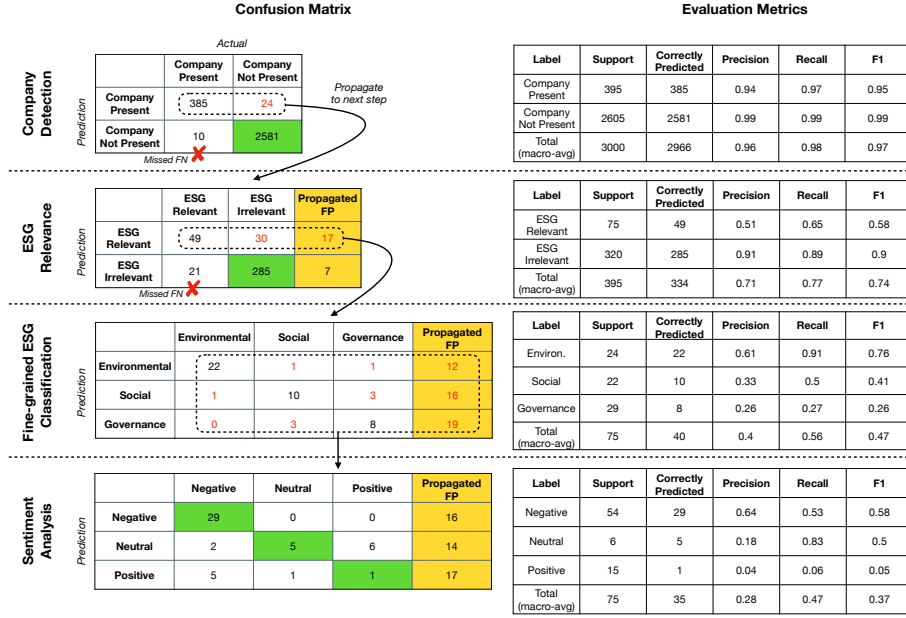 Confusion Matrix
Evaluation Metrics
Company Detection
Actual
Prediction
Company Present
Company Not Present
Company Present
385
24
Company Not Present
10
2581
Missed FN
Propagate to next step
Label Support Correctly Predicted Precision Recall F1
Company Present 395 385 0.94 0.97 0.95
Company Not Present 2605 2581 0.99 0.99 0.99
Total (macro-avg) 3000 2966 0.96 0.98 0.97
ESG Relevance
Prediction
ESG Relevant
ESG Irrelevant
Propagated FP
ESG Relevant
49
30
17
ESG Irrelevant
21
285
7
Missed FN
Label Support Correctly Predicted Precision Recall F1
ESG Relevant 75 49 0.51 0.65 0.58
ESG Irrelevant 320 285 0.91 0.89 0.9
Total (macro-avg) 395 334 0.71 0.77 0.74
Fine-grained ESG Classification
Prediction
Environmental Social Governance Propagated FP
Environmental 22 1 1 12
Social 1 10 3 16
Governance 0 3 8 19
Label Support Correctly Predicted Precision Recall F1
Environ. 24 22 0.61 0.91 0.76
Social 22 10 0.33 0.5 0.41
Governance 29 8 0.26 0.27 0.26
Total (macro-avg) 75 40 0.4 0.56 0.47
Sentiment Analysis
Prediction
Negative Neutral Positive Propagated FP
Negative 29 0 0 16
Neutral 2 5 6 14
Positive 5 1 1 17
Label Support Correctly Predicted Precision Recall F1
Negative 54 29 0.64 0.53 0.58
Neutral 6 5 0.18 0.83 0.5
Positive 15 1 0.04 0.06 0.05
Total (macro-avg) 75 35 0.28 0.47 0.37